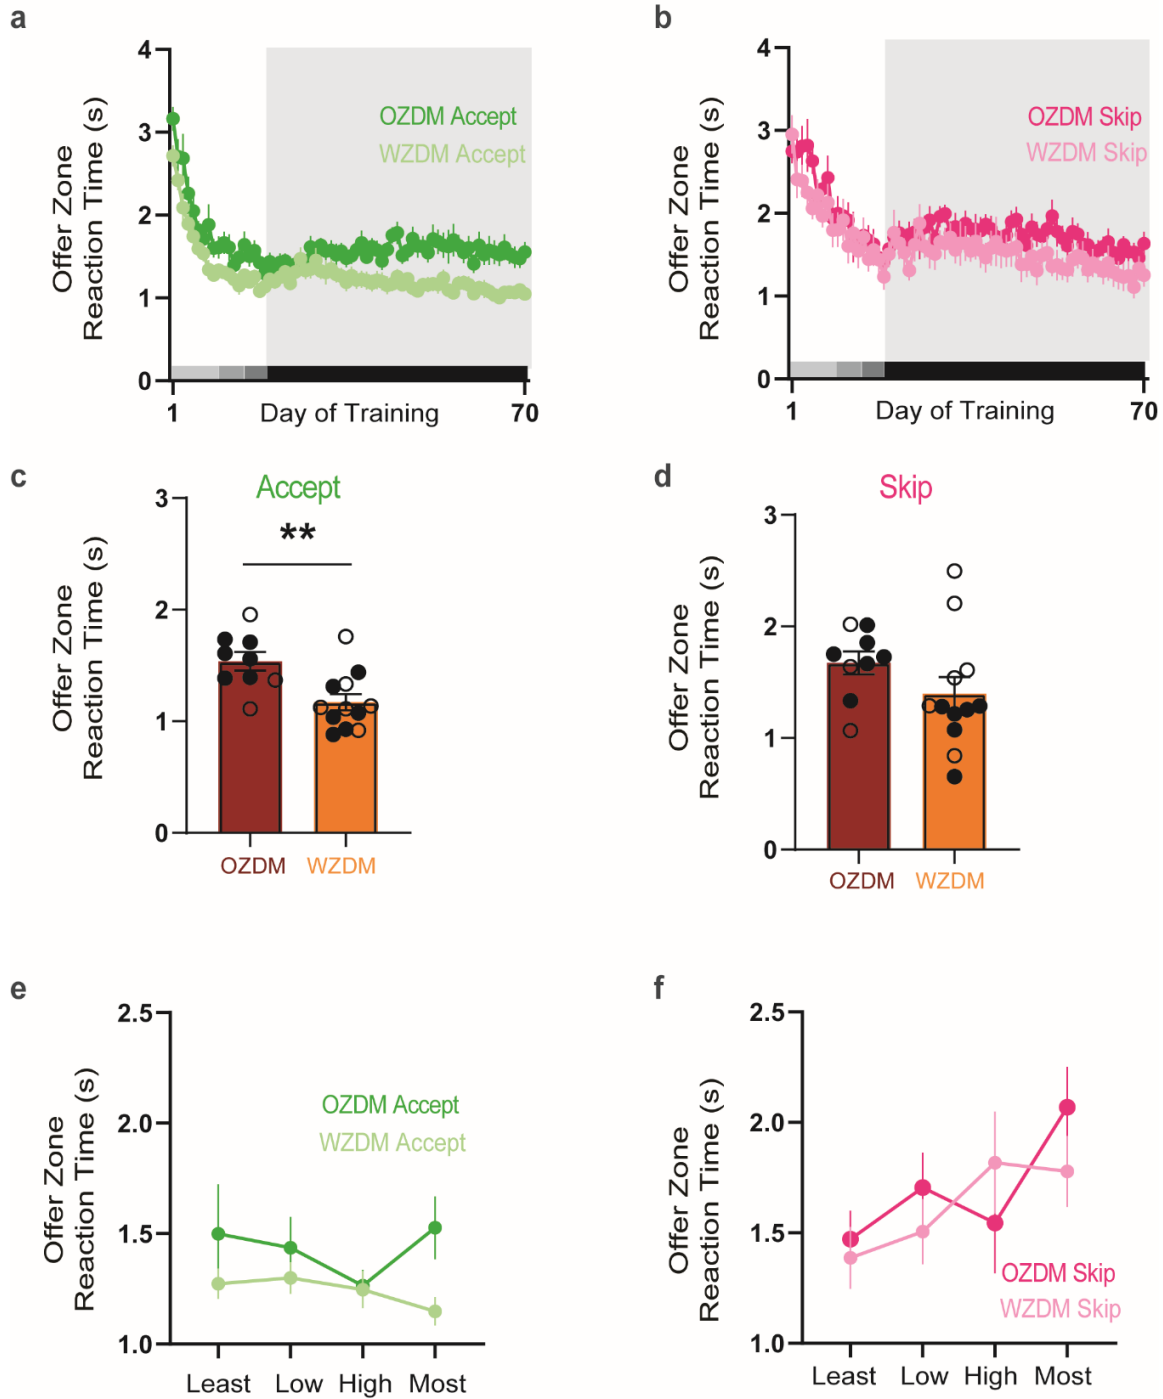 a
4
3
2
1
0
Offer Zone
Reaction Time (s)
OZDM Accept
WZDM Accept
1
Day of Training
70
b
4
3
2
1
0
Offer Zone
Reaction Time (s)
OZDM Skip
WZDM Skip
1
Day of Training
70
c
Accept
**
3
2
1
0
Offer Zone
Reaction Time (s)
OZDM
WZDM
d
Skip
3
2
1
0
Offer Zone
Reaction Time (s)
OZDM
WZDM
e
2.5
2.0
1.5
1.0
Offer Zone
Reaction Time (s)
OZDM Accept
WZDM Accept
Least Low High Most
f
2.5
2.0
1.5
1.0
Offer Zone
Reaction Time (s)
OZDM Skip
WZDM Skip
Least Low High Most